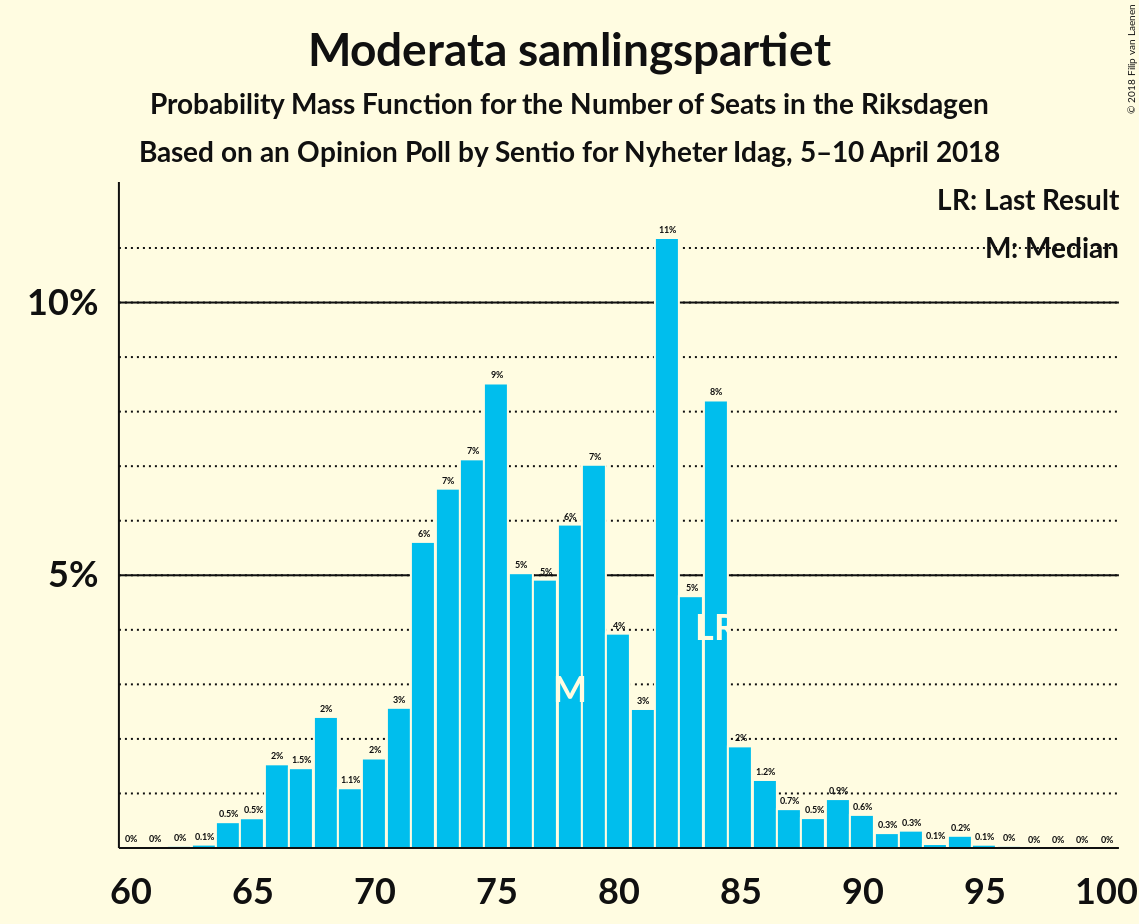 Moderata samlingspartiet
Probability Mass Function for the Number of Seats in the Riksdagen
Based on an Opinion Poll by Sentio for Nyheter Idag, 5–10 April 2018
© 2018 Filip van Laenen
LR: Last Result
M: Median
10%
5%
0% 0% 0% 0.1% 0.5% 0.5% 2% 1.5% 2% 1.1% 2% 3% 6% 7% 7% 9% 5% 5% 6% 7% 4% 3% 11% 5% 8% 2% 1.2% 0.7% 0.5% 0.9% 0.6% 0.3% 0.3% 0.1% 0.2% 0.1% 0% 0% 0% 0% 0%
LR
M
60 65 70 75 80 85 90 95 100